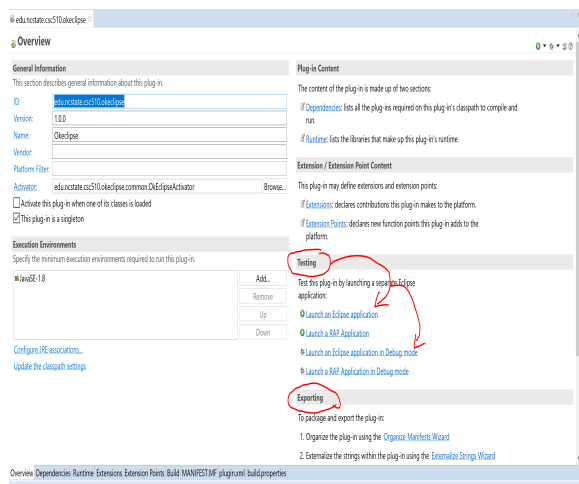 edu.ncstate.csc510.okeclipse
Overview
General Information
This section describes general information about this plug-in.
ID: edu.ncstate.csc510.okeclipse
Version: 1.0.0
Name: Okeclipse
Vendor:
Platform Filter:
Activator: edu.ncstate.csc510.okeclipse.common.OkEclipseActivator Browse...
Activate this plug-in when one of its classes is loaded
This plug-in is a singleton
Execution Environments
Specify the minimum execution environments required to run this plug-in.
JavaSE-1.8
Add...
Remove
Up
Down
Configure JRE associations...
Update the classpath settings
Plug-in Content
The content of the plug-in is made up of two sections:
Dependencies: lists all the plug-ins required on this plug-in's classpath to compile and
run.
Runtime: lists the libraries that make up this plug-in's runtime.
Extension / Extension Point Content
This plug-in may define extensions and extension points:
Extensions: declares contributions this plug-in makes to the platform.
Extension Points: declares new function points this plug-in adds to the
platform.
Testing
Test this plug-in by launching a separate Eclipse
application:
Launch an Eclipse application
Launch a RAP Application
Launch an Eclipse application in Debug mode
Launch a RAP Application in Debug mode
Exporting
To package and export the plug-in:
1. Organize the plug-in using the Organize Manifests Wizard
2. Externalize the strings within the plug-in using the Externalize Strings Wizard
Overview Dependencies Runtime Extensions Extension Points Build MANIFEST.MF plugin.xml build.properties